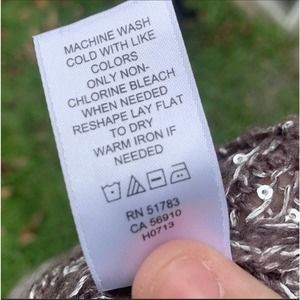 MACHINE WASH
COLD WITH LIKE
COLORS
ONLY NON-
CHLORINE BLEACH
WHEN NEEDED
RESHAPE LAY FLAT
TO DRY
WARM IRON IF
NEEDED
RN 51783
CA 56910
H0713